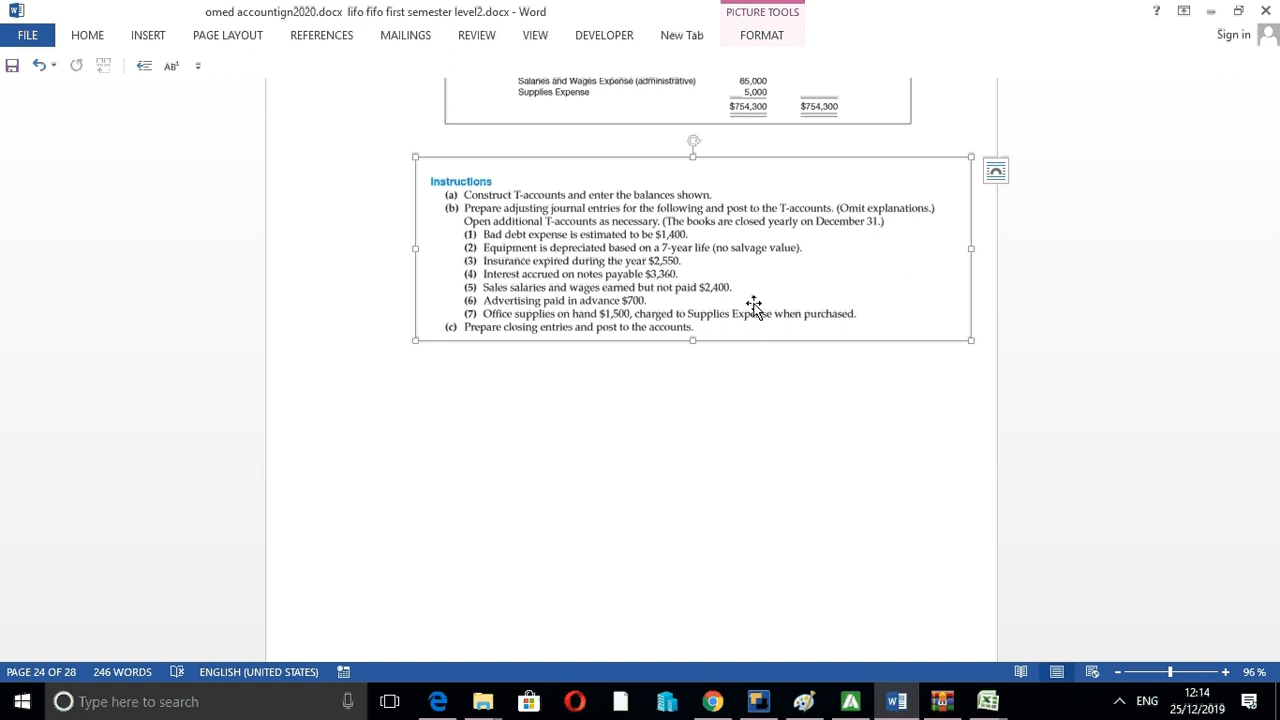 omed accountign2020.docx lifo fifo first semester level2.docx - Word
PICTURE TOOLS
FILE HOME INSERT PAGE LAYOUT REFERENCES MAILINGS REVIEW VIEW DEVELOPER New Tab FORMAT Sign in
AB¹
Salaries and Wages Expense (administrative) 65,000
Supplies Expense 5,000
$754,300 $754,300
Instructions
(a) Construct T-accounts and enter the balances shown.
(b) Prepare adjusting journal entries for the following and post to the T-accounts. (Omit explanations.)
Open additional T-accounts as necessary. (The books are closed yearly on December 31.)
(1) Bad debt expense is estimated to be $1,400.
(2) Equipment is depreciated based on a 7-year life (no salvage value).
(3) Insurance expired during the year $2,550.
(4) Interest accrued on notes payable $3,360.
(5) Sales salaries and wages earned but not paid $2,400.
(6) Advertising paid in advance $700.
(7) Office supplies on hand $1,500, charged to Supplies Expense when purchased.
(c) Prepare closing entries and post to the accounts.
PAGE 24 OF 28 246 WORDS ENGLISH (UNITED STATES) 96 %
Type here to search
ENG
12:14
25/12/2019